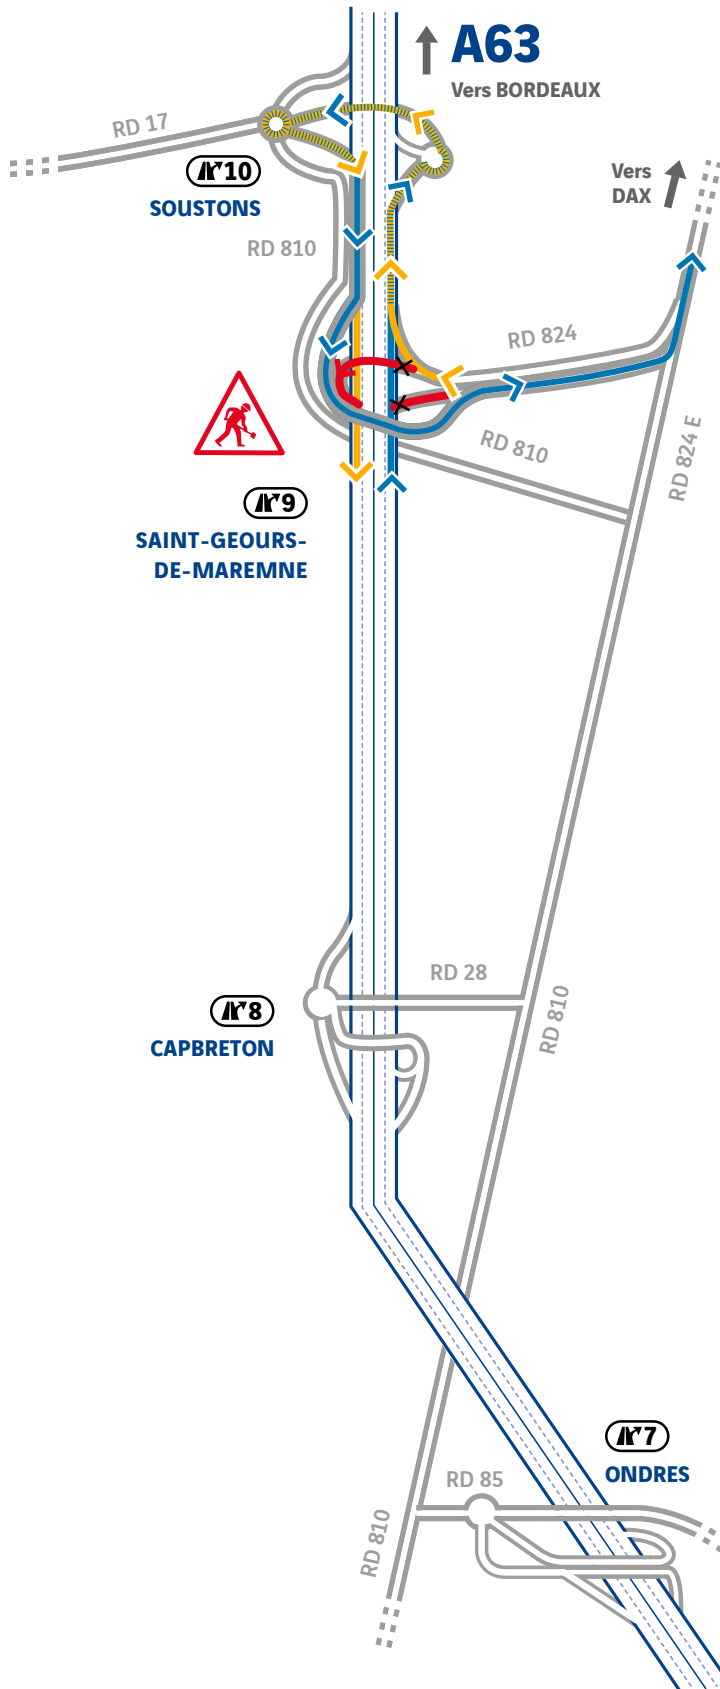 A63
Vers BORDEAUX
RD 17
10
SOUSTONS
Vers
DAX
RD 810
RD 824
RD 810
RD 824 E
9
SAINT-GEOURS-
DE-MAREMNE
RD 28
8
CAPBRETON
RD 810
7
ONDRES
RD 85
RD 810